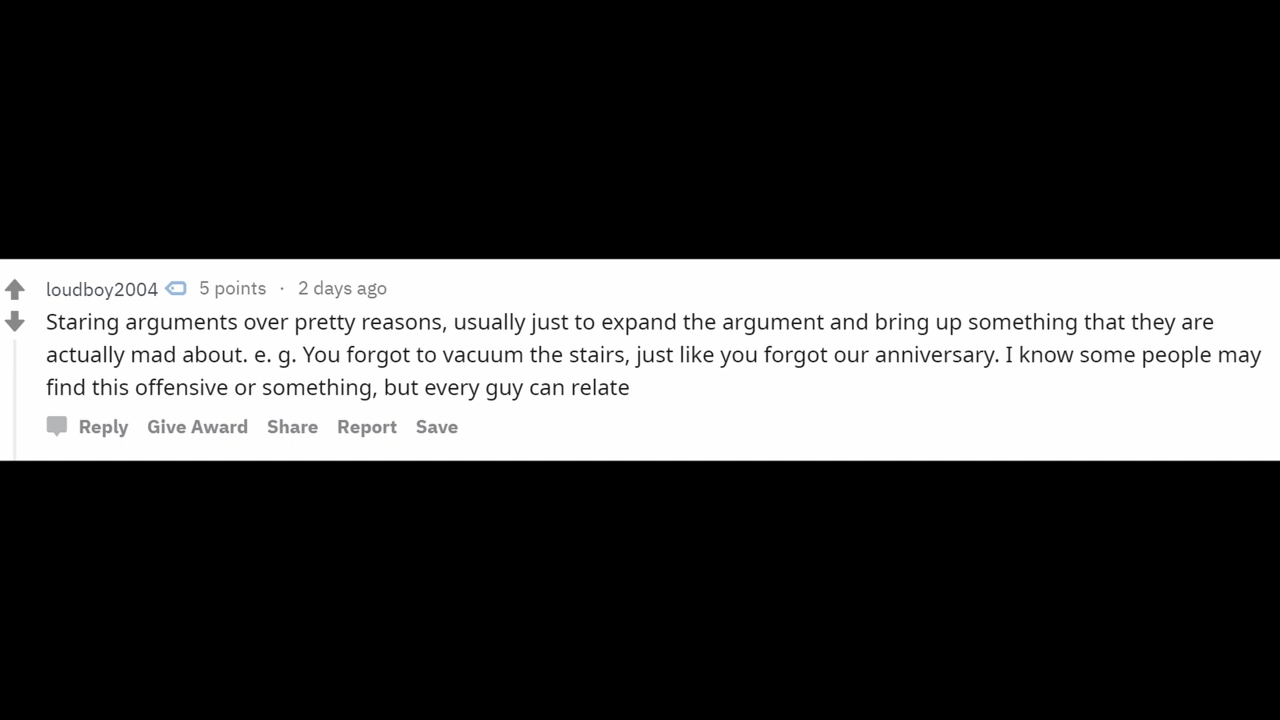 loudboy2004 5 points · 2 days ago
Staring arguments over pretty reasons, usually just to expand the argument and bring up something that they are
actually mad about. e. g. You forgot to vacuum the stairs, just like you forgot our anniversary. I know some people may
find this offensive or something, but every guy can relate
Reply Give Award Share Report Save